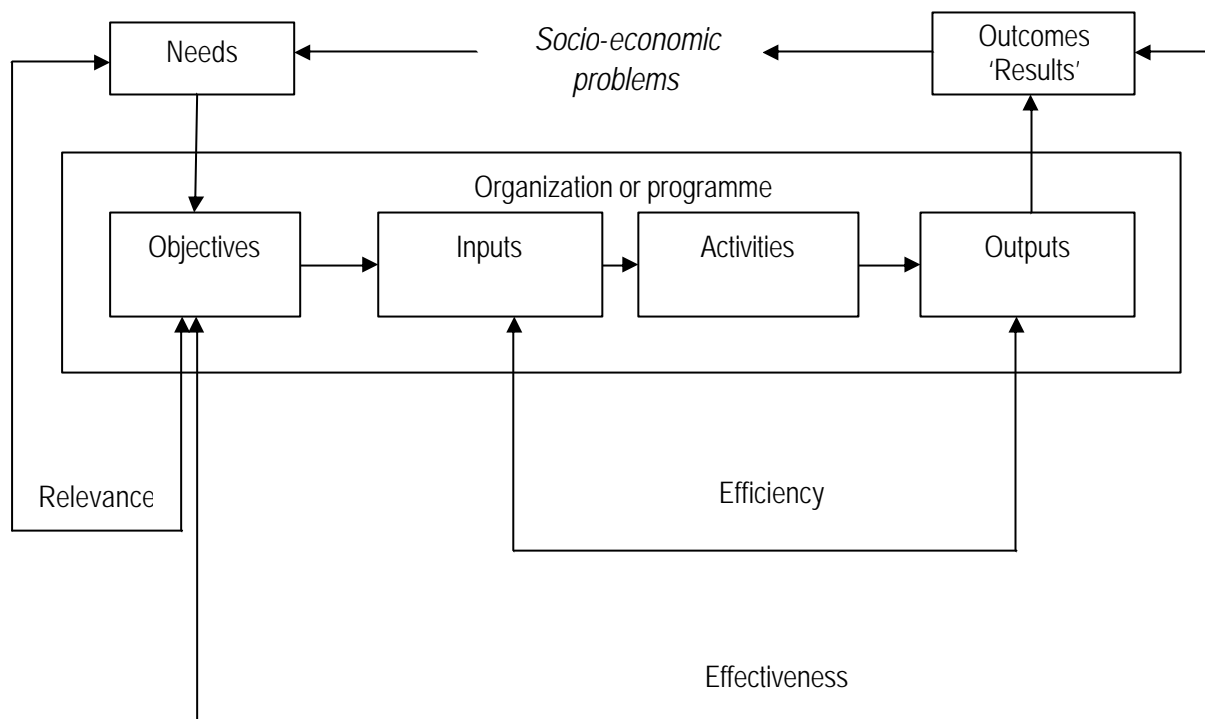 Needs
Socio-economic
problems
Outcomes
‘Results’
Organization or programme
Objectives
Inputs
Activities
Outputs
Relevance
Efficiency
Effectiveness